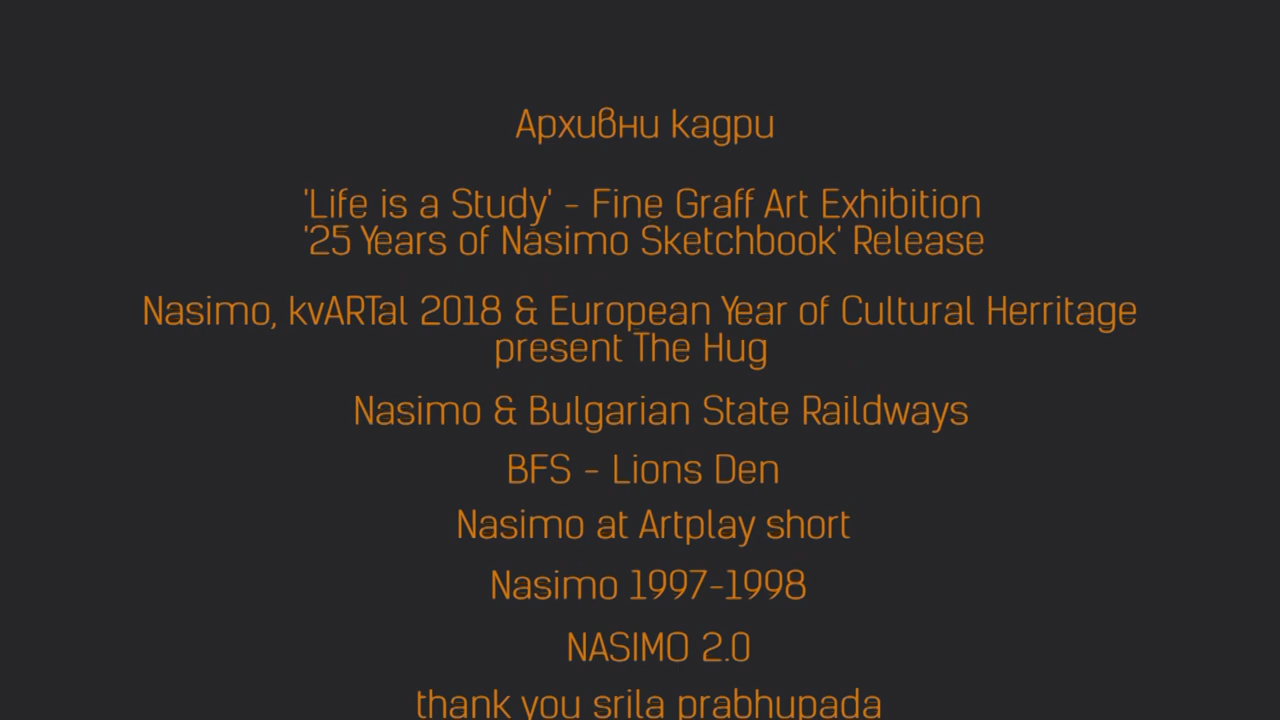 Архивни кадри
'Life is a Study' - Fine Graff Art Exhibition
'25 Years of Nasimo Sketchbook' Release
Nasimo, kvARTal 2018 & European Year of Cultural Herritage
present The Hug
Nasimo & Bulgarian State Raildways
BFS - Lions Den
Nasimo at Artplay short
Nasimo 1997-1998
NASIMO 2.0
thank you srila prabhupada